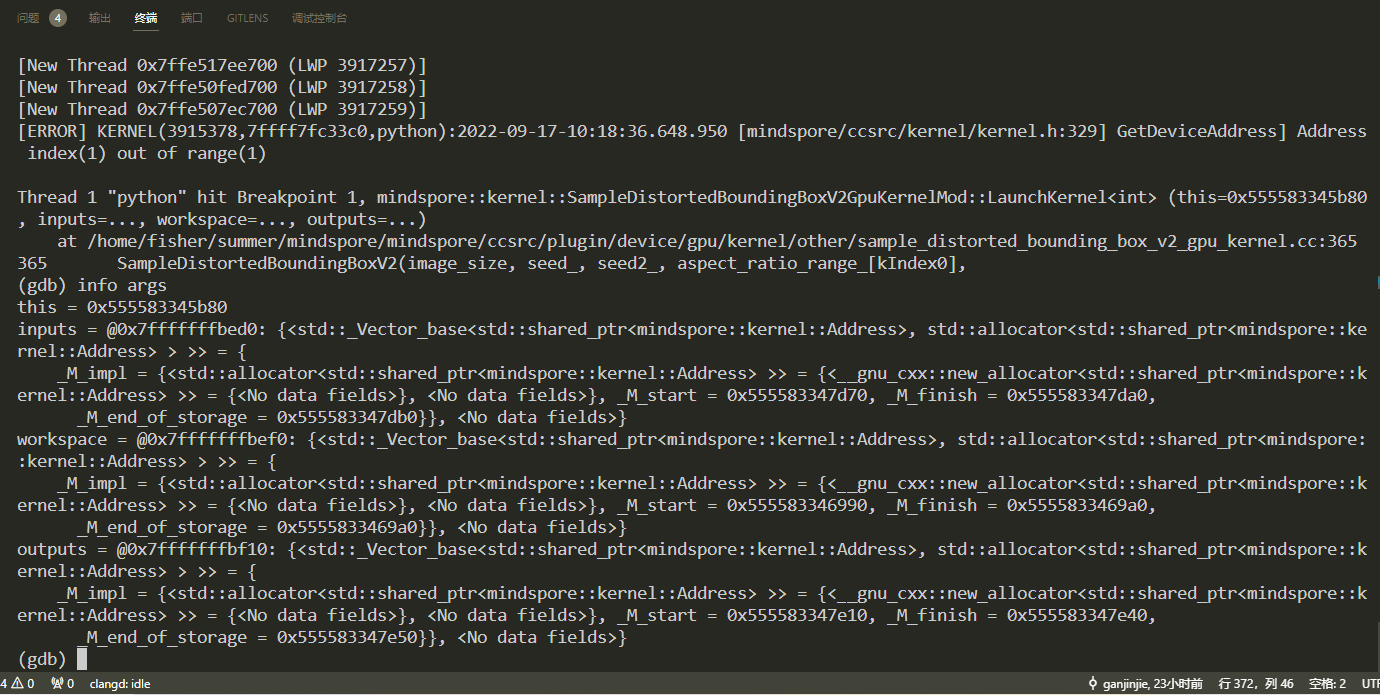 问题 4 输出 终端 端口 GITLENS 调试控制台
[New Thread 0x7ffe517ee700 (LWP 3917257)]
[New Thread 0x7ffe50fed700 (LWP 3917258)]
[New Thread 0x7ffe507ec700 (LWP 3917259)]
[ERROR] KERNEL(3915378,7ffff7fc33c0,python):2022-09-17-10:18:36.648.950 [mindspore/ccsrc/kernel/kernel.h:329] GetDeviceAddress] Address
 index(1) out of range(1)
Thread 1 "python" hit Breakpoint 1, mindspore::kernel::SampleDistortedBoundingBoxV2GpuKernelMod::LaunchKernel<int> (this=0x555583345b80
, inputs=..., workspace=..., outputs=...)
    at /home/fisher/summer/mindspore/mindspore/ccsrc/plugin/device/gpu/kernel/other/sample_distorted_bounding_box_v2_gpu_kernel.cc:365
365       SampleDistortedBoundingBoxV2(image_size, seed_, seed2_, aspect_ratio_range_[kIndex0],
(gdb) info args
this = 0x555583345b80
inputs = @0x7fffffffbed0: {<std::_Vector_base<std::shared_ptr<mindspore::kernel::Address>, std::allocator<std::shared_ptr<mindspore::ke
rnel::Address> > >> = {
    _M_impl = {<std::allocator<std::shared_ptr<mindspore::kernel::Address> >> = {<__gnu_cxx::new_allocator<std::shared_ptr<mindspore::k
ernel::Address> >> = {<No data fields>}, <No data fields>}, _M_start = 0x555583347d70, _M_finish = 0x555583347da0,
      _M_end_of_storage = 0x555583347db0}}, <No data fields>}
workspace = @0x7fffffffbef0: {<std::_Vector_base<std::shared_ptr<mindspore::kernel::Address>, std::allocator<std::shared_ptr<mindspore:
:kernel::Address> > >> = {
    _M_impl = {<std::allocator<std::shared_ptr<mindspore::kernel::Address> >> = {<__gnu_cxx::new_allocator<std::shared_ptr<mindspore::k
ernel::Address> >> = {<No data fields>}, <No data fields>}, _M_start = 0x555583346990, _M_finish = 0x5555833469a0,
      _M_end_of_storage = 0x5555833469a0}}, <No data fields>}
outputs = @0x7fffffffbf10: {<std::_Vector_base<std::shared_ptr<mindspore::kernel::Address>, std::allocator<std::shared_ptr<mindspore::k
ernel::Address> > >> = {
    _M_impl = {<std::allocator<std::shared_ptr<mindspore::kernel::Address> >> = {<__gnu_cxx::new_allocator<std::shared_ptr<mindspore::k
ernel::Address> >> = {<No data fields>}, <No data fields>}, _M_start = 0x555583347e10, _M_finish = 0x555583347e40,
      _M_end_of_storage = 0x555583347e50}}, <No data fields>}
(gdb)
4 0 0 clangd: idle ganjinjie, 23小时前 行 372，列 46 空格: 2 UTF